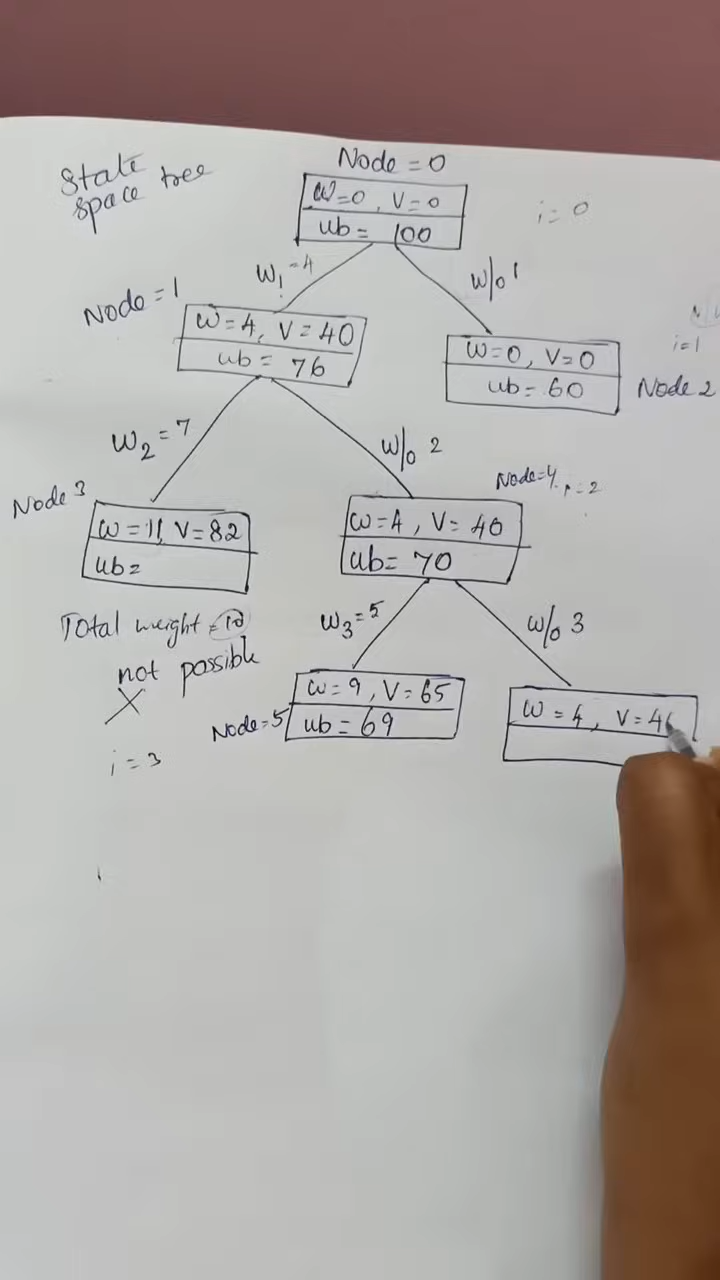 Node = 0
State
space tree
W=0, V=0
i = 0
ub = 100
W1 = 4
w/o 1
Node = 1
W=4, V=40
i=1
ub = 76
W=0, V=0
ub = 60
Node 2
W2 = 7
w/o 2
Node=4
i=2
Node 3
W=11, V=82
W=4, V=40
ub=
ub= 70
Total weight = 10
W3=5
w/o 3
not possible
X
W=9, V=65
W=4, V=4
Node=5
ub=69
i=3